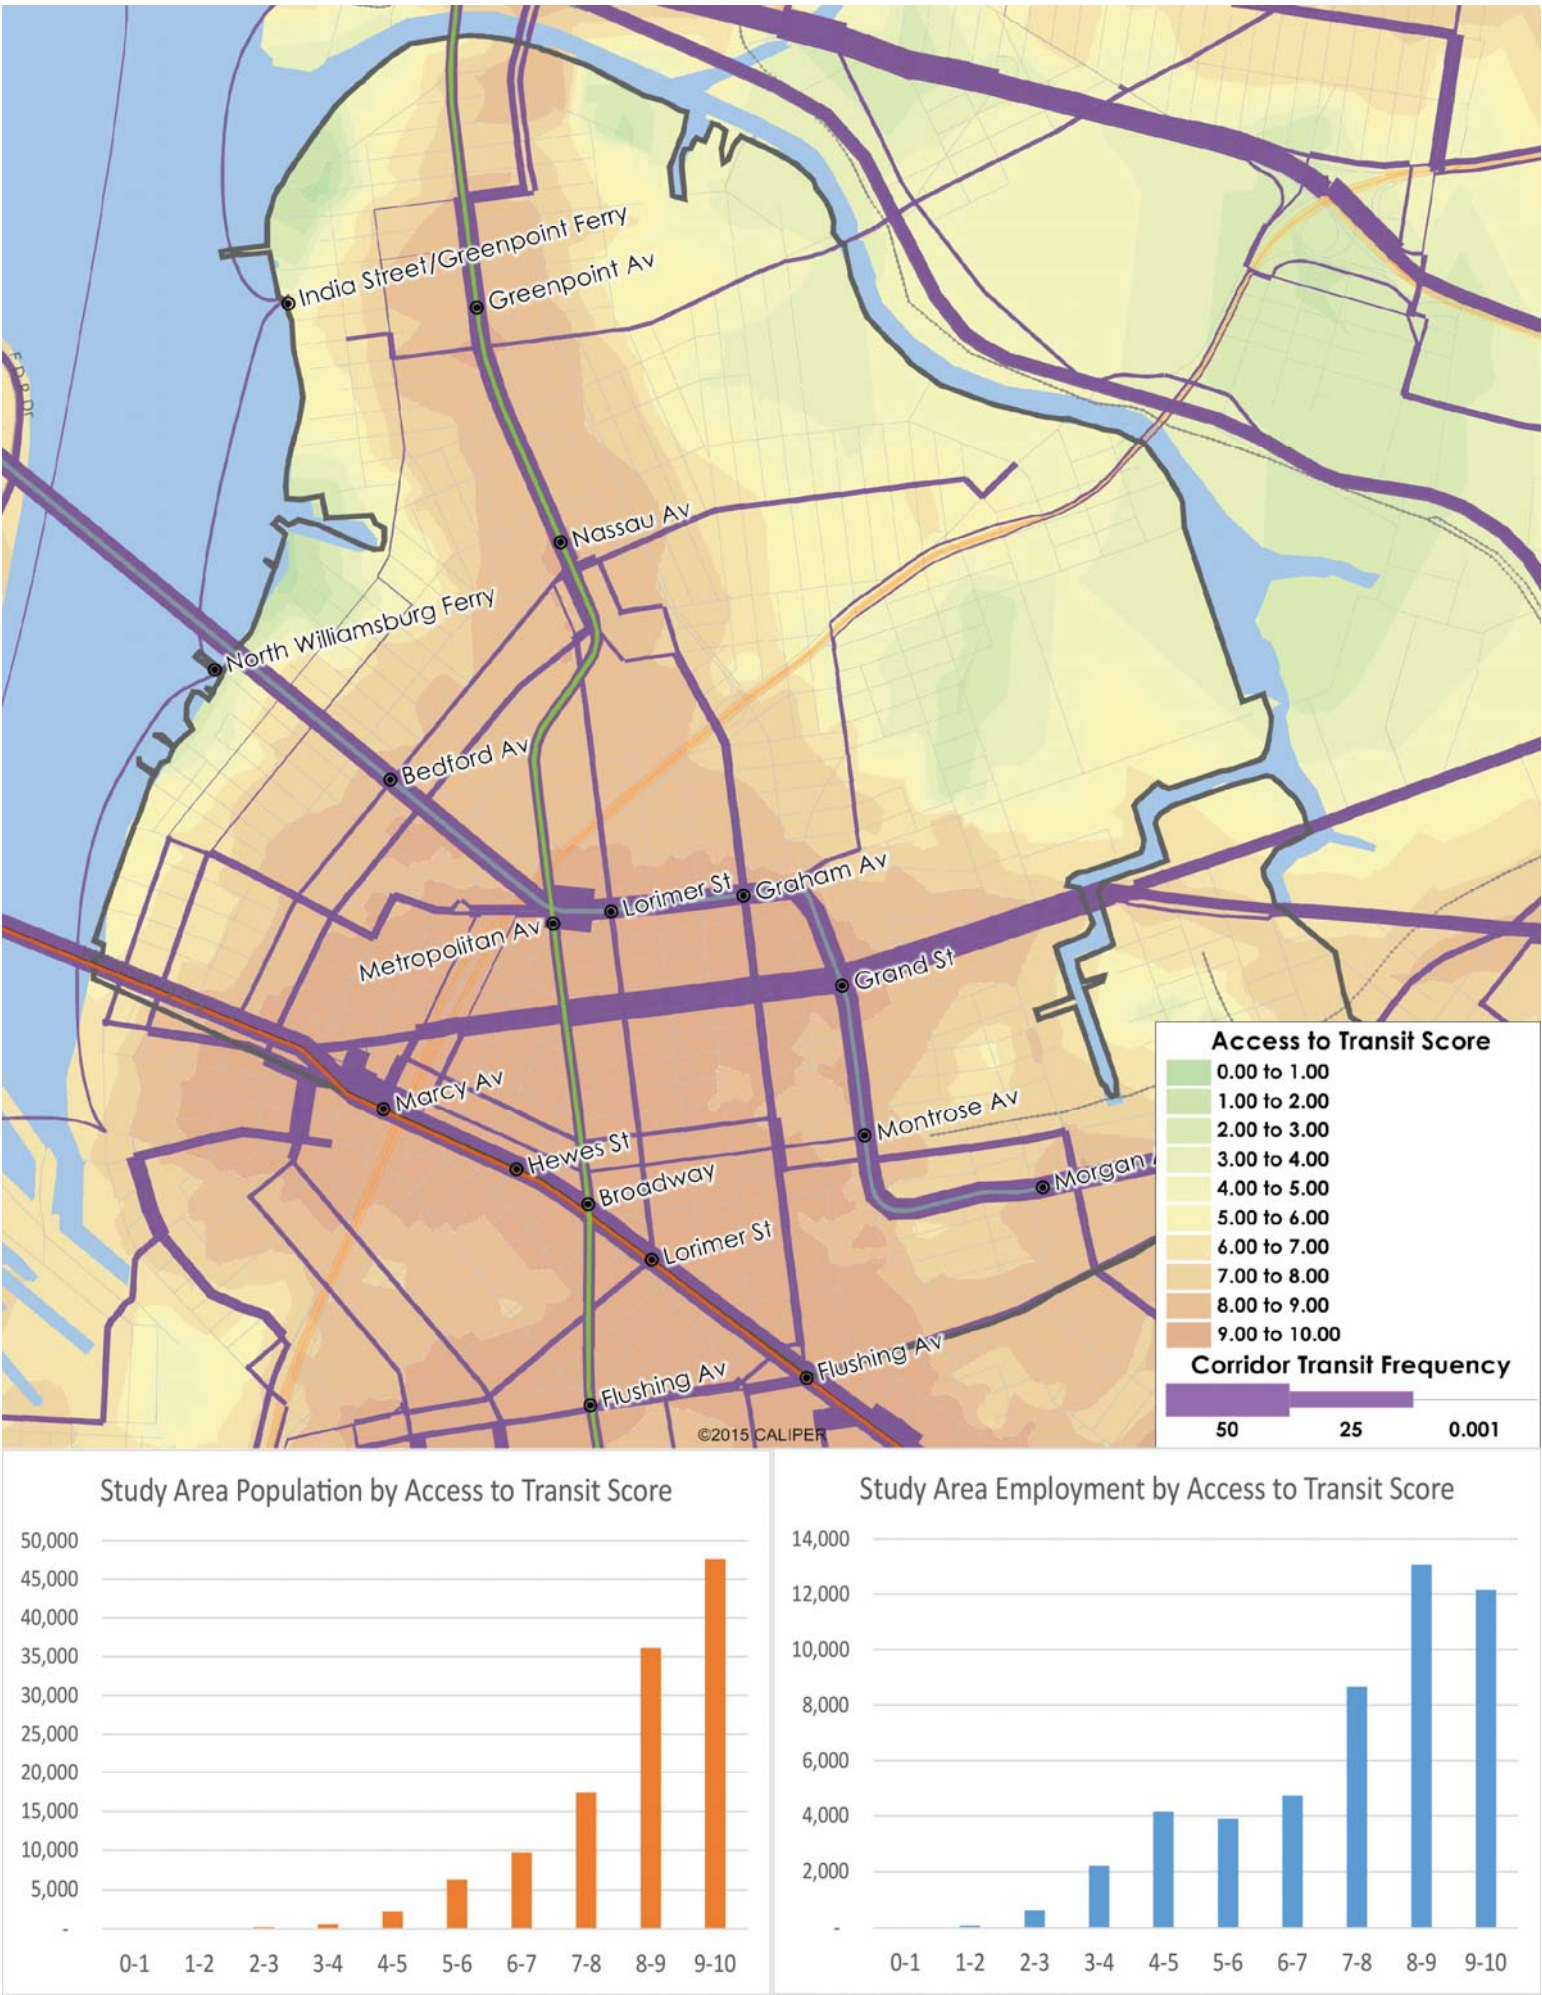 F D R Dr
India Street/Greenpoint Ferry
Greenpoint Av
Nassau Av
North Williamsburg Ferry
Bedford Av
Lorimer St
Graham Av
Metropolitan Av
Grand St
Marcy Av
Montrose Av
Hewes St
Morgan A
Broadway
Lorimer St
Flushing Av
Flushing Av
©2015 CALIPER
Access to Transit Score
0.00 to 1.00
1.00 to 2.00
2.00 to 3.00
3.00 to 4.00
4.00 to 5.00
5.00 to 6.00
6.00 to 7.00
7.00 to 8.00
8.00 to 9.00
9.00 to 10.00
Corridor Transit Frequency
50 25 0.001
Study Area Population by Access to Transit Score
50,000
45,000
40,000
35,000
30,000
25,000
20,000
15,000
10,000
5,000
-
0-1 1-2 2-3 3-4 4-5 5-6 6-7 7-8 8-9 9-10
Study Area Employment by Access to Transit Score
14,000
12,000
10,000
8,000
6,000
4,000
2,000
-
0-1 1-2 2-3 3-4 4-5 5-6 6-7 7-8 8-9 9-10